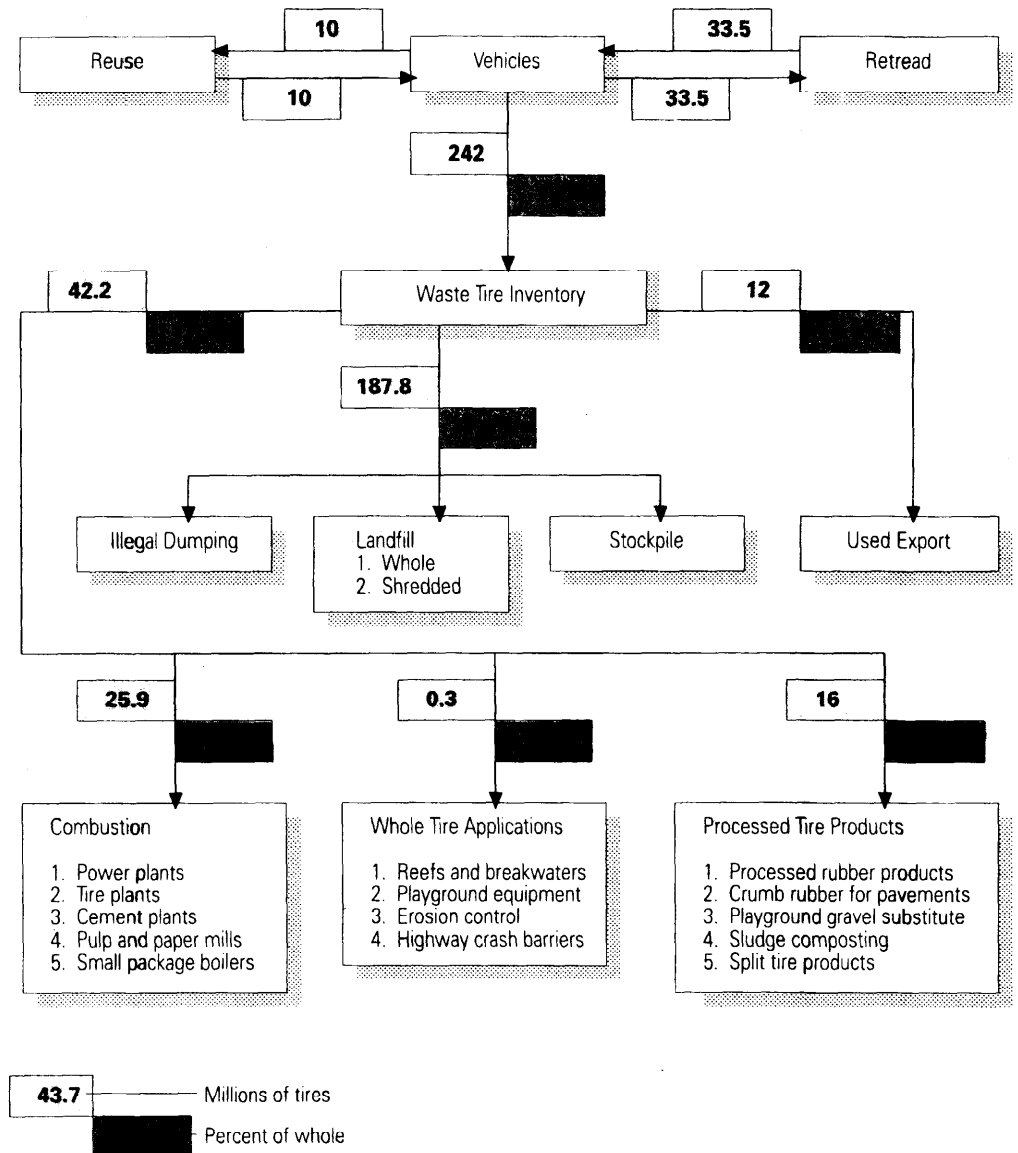 10
33.5
Reuse
Vehicles
Retread
10
33.5
242
42.2
Waste Tire Inventory
12
187.8
Illegal Dumping
Landfill
1. Whole
2. Shredded
Stockpile
Used Export
25.9
0.3
16
Combustion
1. Power plants
2. Tire plants
3. Cement plants
4. Pulp and paper mills
5. Small package boilers
Whole Tire Applications
1. Reefs and breakwaters
2. Playground equipment
3. Erosion control
4. Highway crash barriers
Processed Tire Products
1. Processed rubber products
2. Crumb rubber for pavements
3. Playground gravel substitute
4. Sludge composting
5. Split tire products
43.7
Millions of tires
Percent of whole